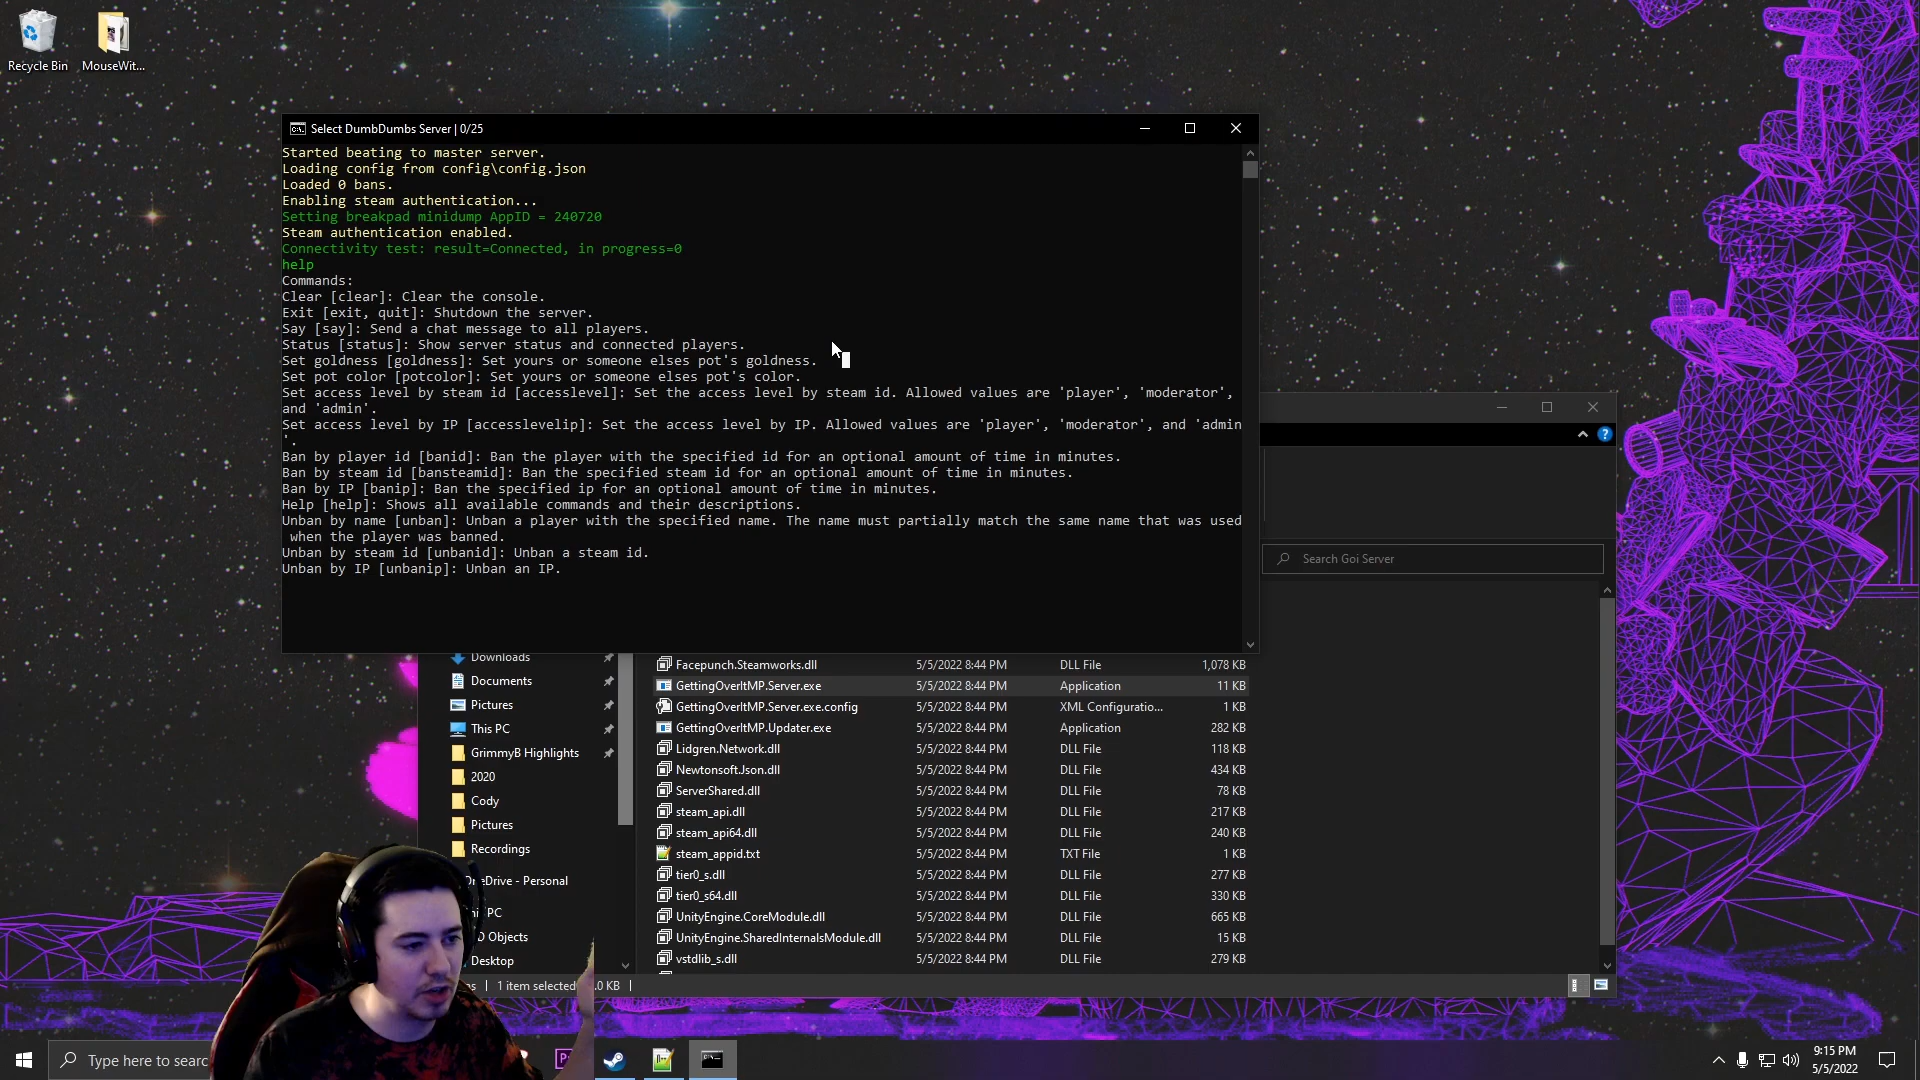 Recycle Bin
MouseWit...
Select DumbDumbs Server | 0/25
Started beating to master server.
Loading config from config\config.json
Loaded 0 bans.
Enabling steam authentication...
Setting breakpad minidump AppID = 240720
Steam authentication enabled.
Connectivity test: result=Connected, in progress=0
help
Commands:
Clear [clear]: Clear the console.
Exit [exit, quit]: Shutdown the server.
Say [say]: Send a chat message to all players.
Status [status]: Show server status and connected players.
Set goldness [goldness]: Set yours or someone elses pot's goldness.
Set pot color [potcolor]: Set yours or someone elses pot's color.
Set access level by steam id [accesslevel]: Set the access level by steam id. Allowed values are 'player', 'moderator',
and 'admin'.
Set access level by IP [accesslevelip]: Set the access level by IP. Allowed values are 'player', 'moderator', and 'admin
'.
Ban by player id [banid]: Ban the player with the specified id for an optional amount of time in minutes.
Ban by steam id [bansteamid]: Ban the specified steam id for an optional amount of time in minutes.
Ban by IP [banip]: Ban the specified ip for an optional amount of time in minutes.
Help [help]: Shows all available commands and their descriptions.
Unban by name [unban]: Unban a player with the specified name. The name must partially match the same name that was used
when the player was banned.
Unban by steam id [unbanid]: Unban a steam id.
Unban by IP [unbanip]: Unban an IP.
Search Goi Server
Downloads
Documents
Pictures
This PC
GrimmyB Highlights
2020
Cody
Pictures
Recordings
OneDrive - Personal
PC
D Objects
Desktop
Facepunch.Steamworks.dll 5/5/2022 8:44 PM DLL File 1,078 KB
GettingOverItMP.Server.exe 5/5/2022 8:44 PM Application 11 KB
GettingOverItMP.Server.exe.config 5/5/2022 8:44 PM XML Configuratio... 1 KB
GettingOverItMP.Updater.exe 5/5/2022 8:44 PM Application 282 KB
Lidgren.Network.dll 5/5/2022 8:44 PM DLL File 118 KB
Newtonsoft.Json.dll 5/5/2022 8:44 PM DLL File 434 KB
ServerShared.dll 5/5/2022 8:44 PM DLL File 78 KB
steam_api.dll 5/5/2022 8:44 PM DLL File 217 KB
steam_api64.dll 5/5/2022 8:44 PM DLL File 240 KB
steam_appid.txt 5/5/2022 8:44 PM TXT File 1 KB
tier0_s.dll 5/5/2022 8:44 PM DLL File 277 KB
tier0_s64.dll 5/5/2022 8:44 PM DLL File 330 KB
UnityEngine.CoreModule.dll 5/5/2022 8:44 PM DLL File 665 KB
UnityEngine.SharedInternalsModule.dll 5/5/2022 8:44 PM DLL File 15 KB
vstdlib_s.dll 5/5/2022 8:44 PM DLL File 279 KB
1 item selected .0 KB
Type here to searc
9:15 PM
5/5/2022